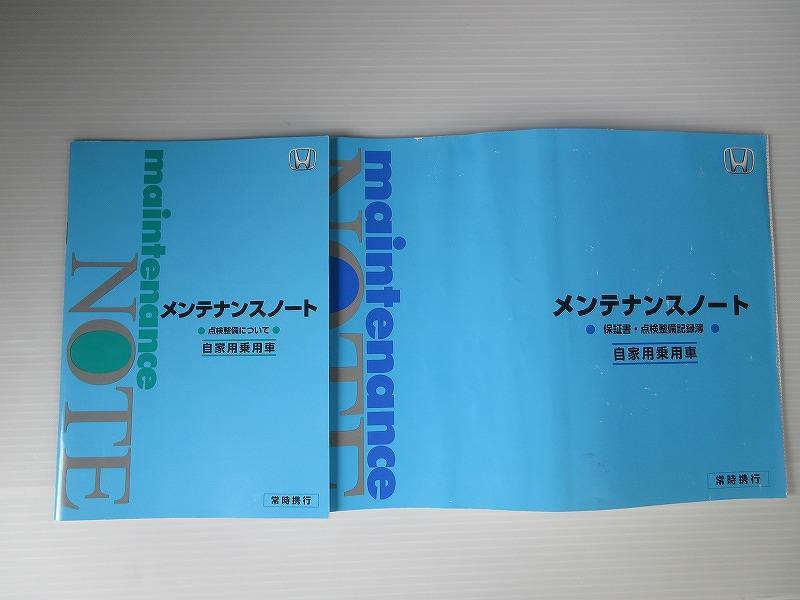 maintenance
NOTE
メンテナンスノート
● 点検整備について ●
自家用乗用車
常時携行
maintenance
NOTE
メンテナンスノート
● 保証書・点検整備記録簿 ●
自家用乗用車
常時携行